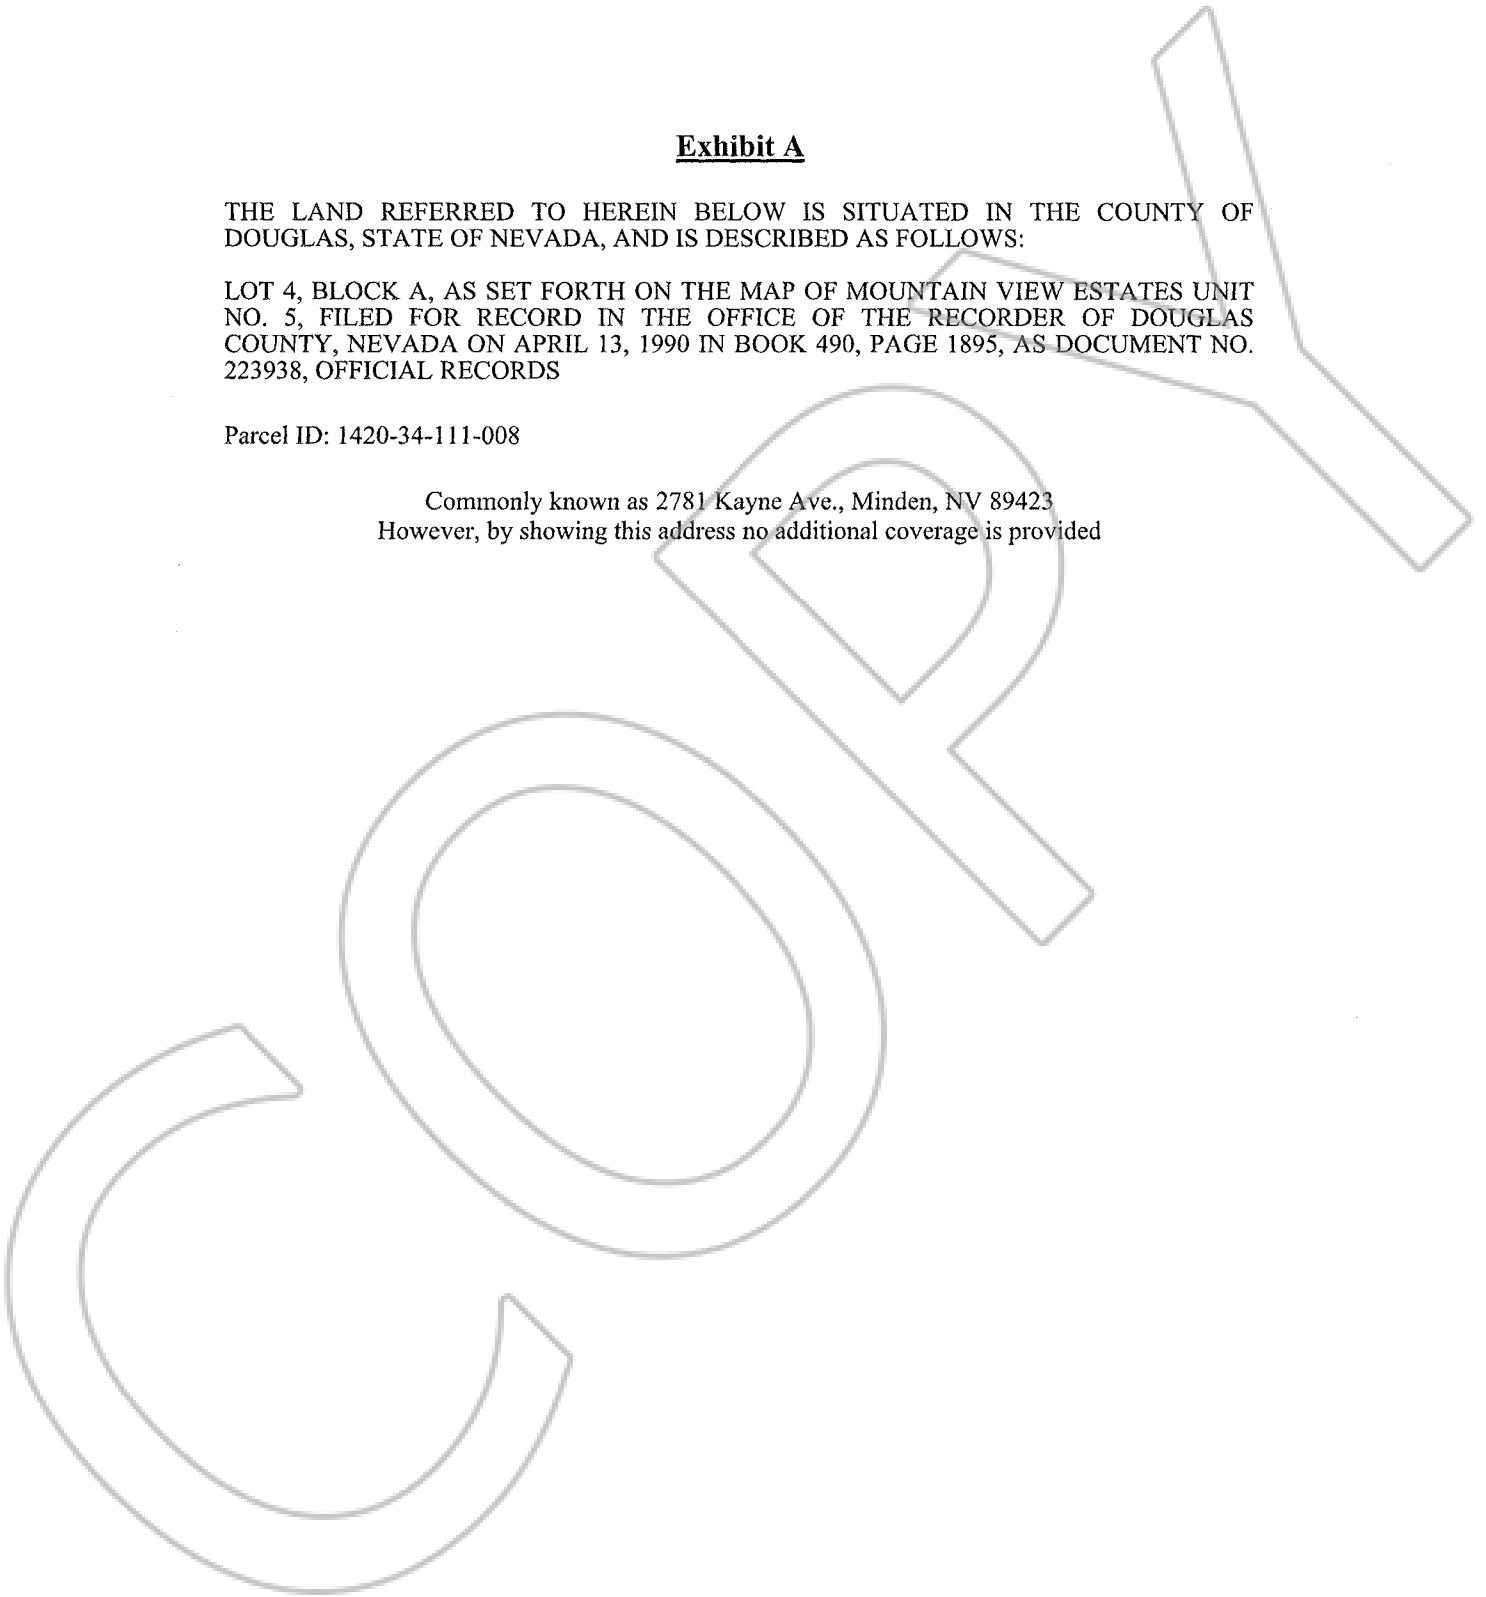 Exhibit A
THE LAND REFERRED TO HEREIN BELOW IS SITUATED IN THE COUNTY OF
DOUGLAS, STATE OF NEVADA, AND IS DESCRIBED AS FOLLOWS:
LOT 4, BLOCK A, AS SET FORTH ON THE MAP OF MOUNTAIN VIEW ESTATES UNIT
NO. 5, FILED FOR RECORD IN THE OFFICE OF THE RECORDER OF DOUGLAS
COUNTY, NEVADA ON APRIL 13, 1990 IN BOOK 490, PAGE 1895, AS DOCUMENT NO.
223938, OFFICIAL RECORDS
Parcel ID: 1420-34-111-008
Commonly known as 2781 Kayne Ave., Minden, NV 89423
However, by showing this address no additional coverage is provided
COPY